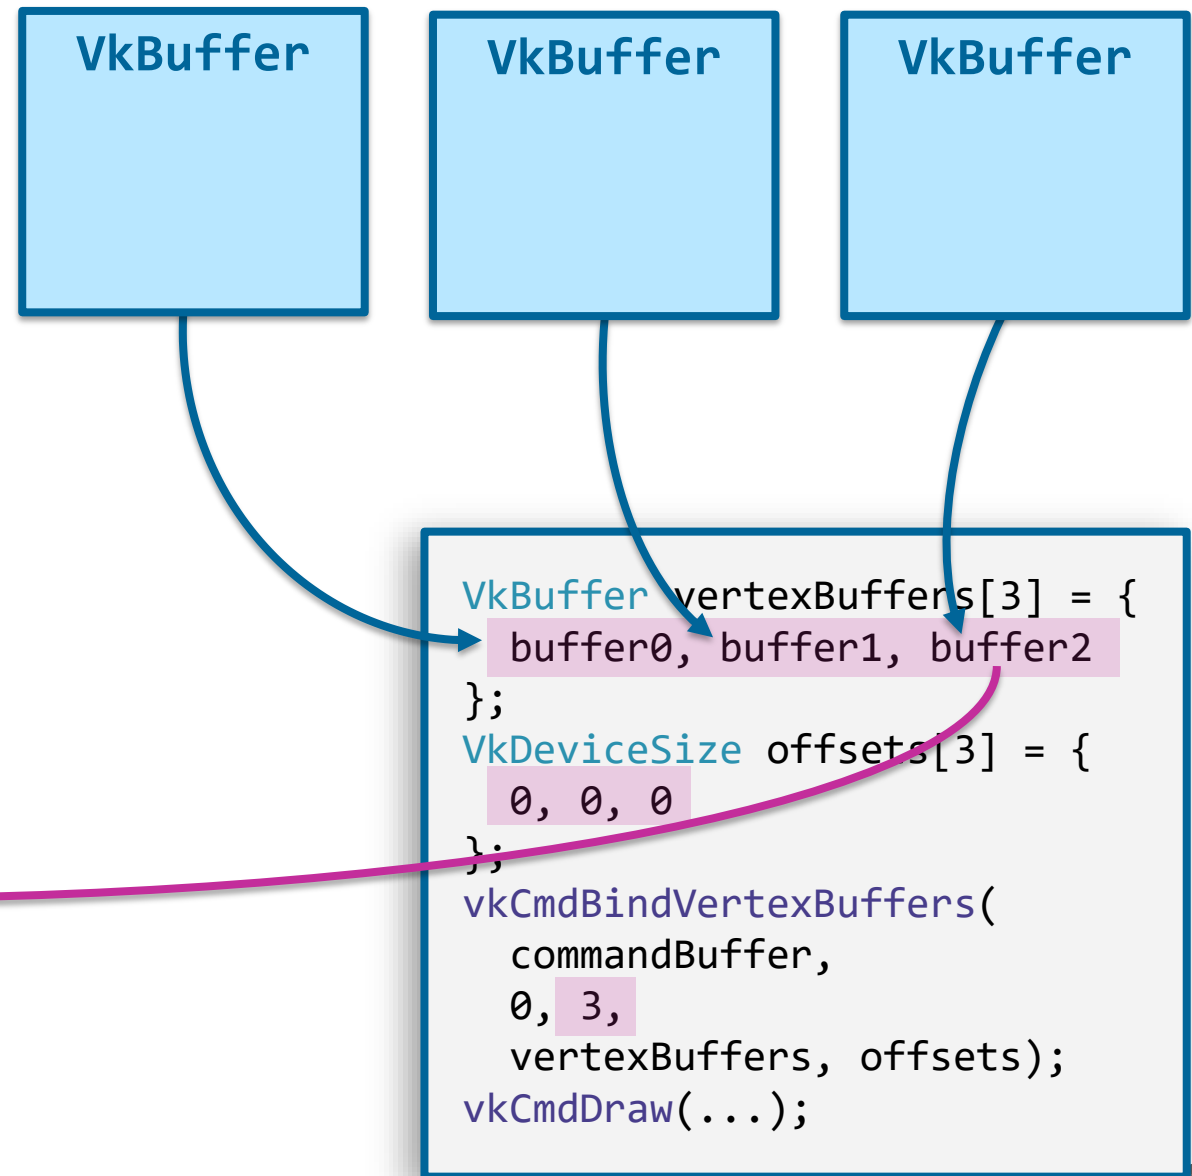 VkBuffer VkBuffer VkBuffer
VkBuffer vertexBuffers[3] = {
buffer0, buffer1, buffer2
};
VkDeviceSize offsets[3] = {
0, 0, 0
};
vkCmdBindVertexBuffers(
commandBuffer,
0, 3,
vertexBuffers, offsets);
vkCmdDraw(...);